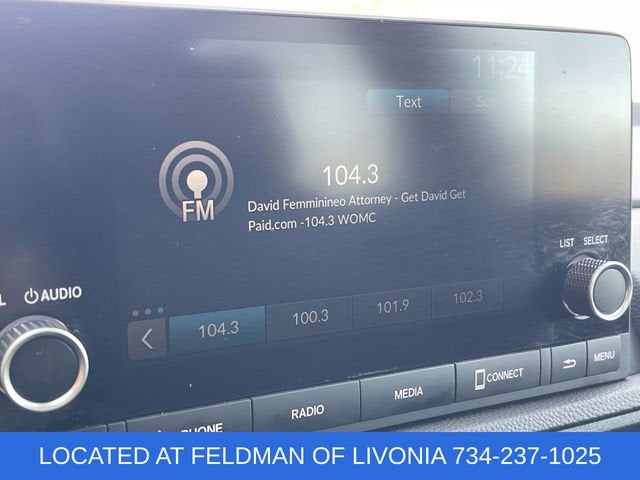 11:24
Text
Scan
104.3
FM
David Femminineo Attorney - Get David Get
Paid.com -104.3 WOMC
LIST SELECT
AUDIO
104.3 100.3 101.9 102.3
PHONE RADIO MEDIA CONNECT MENU
LOCATED AT FELDMAN OF LIVONIA 734-237-1025